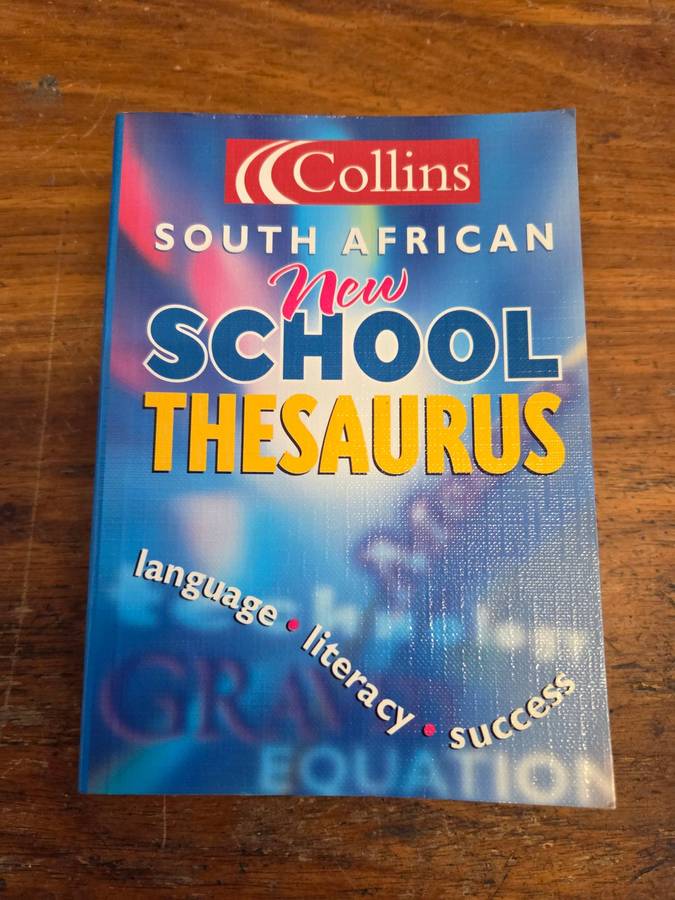 Collins
SOUTH AFRICAN
New
SCHOOL
THESAURUS
language • literacy • success
EQUATION